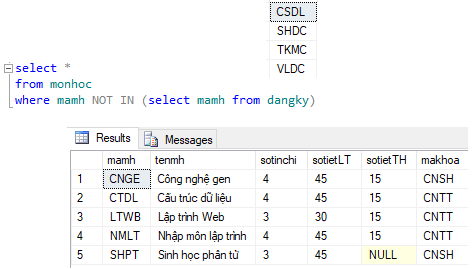 CSDL
SHDC
TKMC
VLDC
select *
from monhoc
where mamh NOT IN (select mamh from dangky)
Results Messages
mamh tenmh sotinchi sotietLT sotietTH makhoa
1 CNGE Công nghệ gen 4 45 15 CNSH
2 CTDL Cấu trúc dữ liệu 4 45 15 CNTT
3 LTWB Lập trình Web 3 30 15 CNTT
4 NMLT Nhập môn lập trình 4 45 15 CNTT
5 SHPT Sinh học phân tử 3 45 NULL CNSH